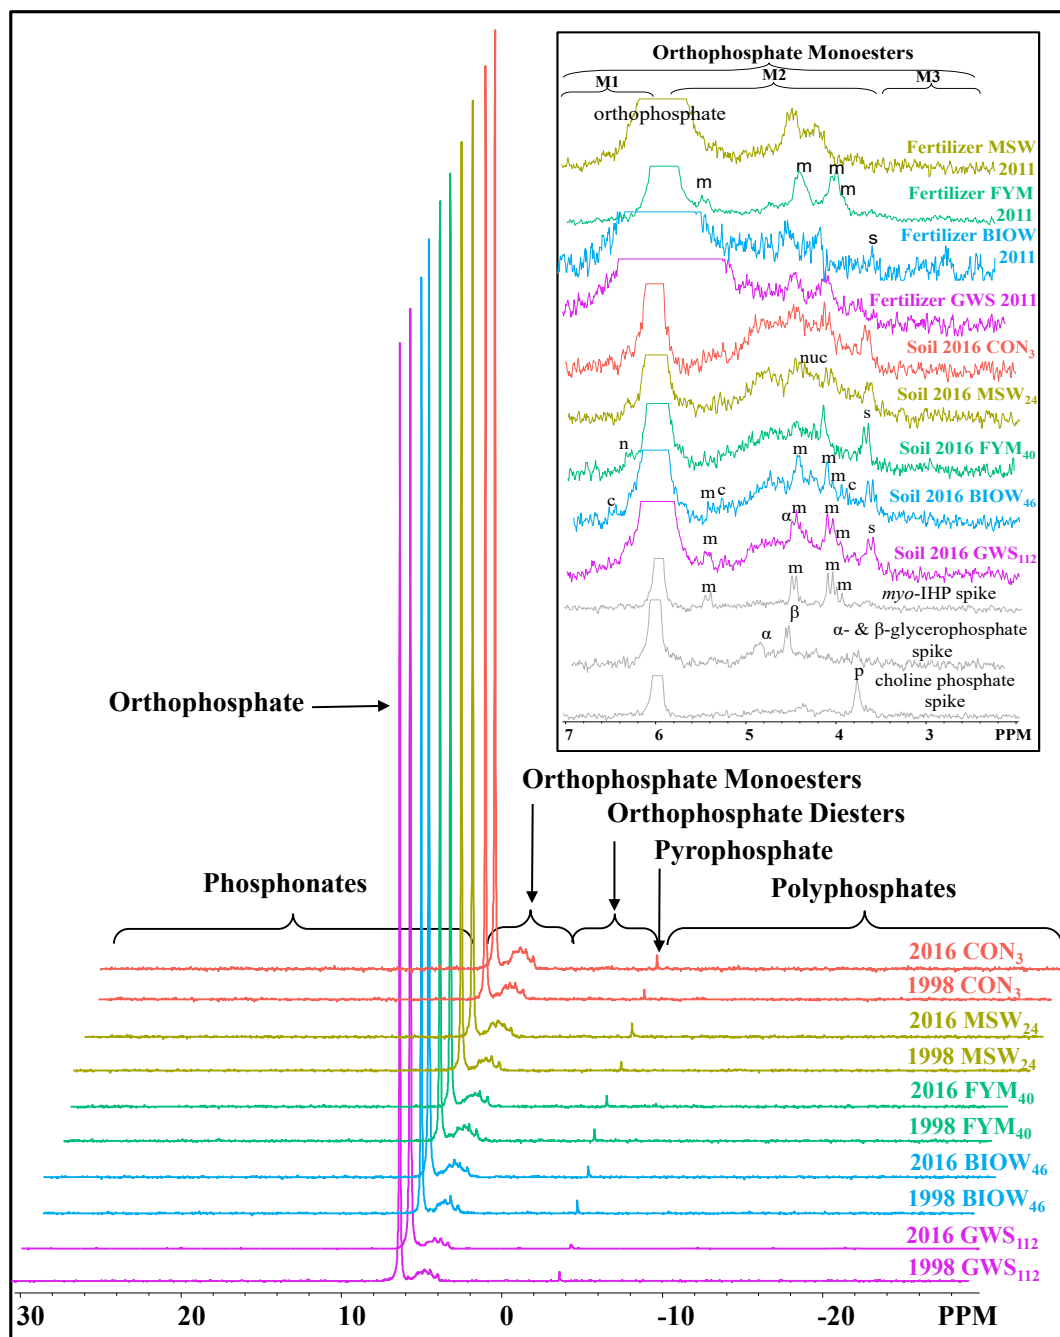 Orthophosphate Monoesters
M1 M2 M3
orthophosphate
Fertilizer MSW
2011
m m m m
Fertilizer FYM
2011
Fertilizer BIOW
s 2011
Fertilizer GWS 2011
Soil 2016 CON₃
nuc
Soil 2016 MSW₂₄
n s
Soil 2016 FYM₄₀
c m c m m m c
Soil 2016 BIOW₄₆
m α m m m s
Soil 2016 GWS₁₁₂
m m m m
myo-IHP spike
α β
α- & β-glycerophosphate
spike
p
choline phosphate
spike
7 6 5 4 3 PPM
Orthophosphate
Orthophosphate Monoesters
Orthophosphate Diesters
Pyrophosphate
Phosphonates
Polyphosphates
2016 CON₃
1998 CON₃
2016 MSW₂₄
1998 MSW₂₄
2016 FYM₄₀
1998 FYM₄₀
2016 BIOW₄₆
1998 BIOW₄₆
2016 GWS₁₁₂
1998 GWS₁₁₂
30 20 10 0 -10 -20 PPM